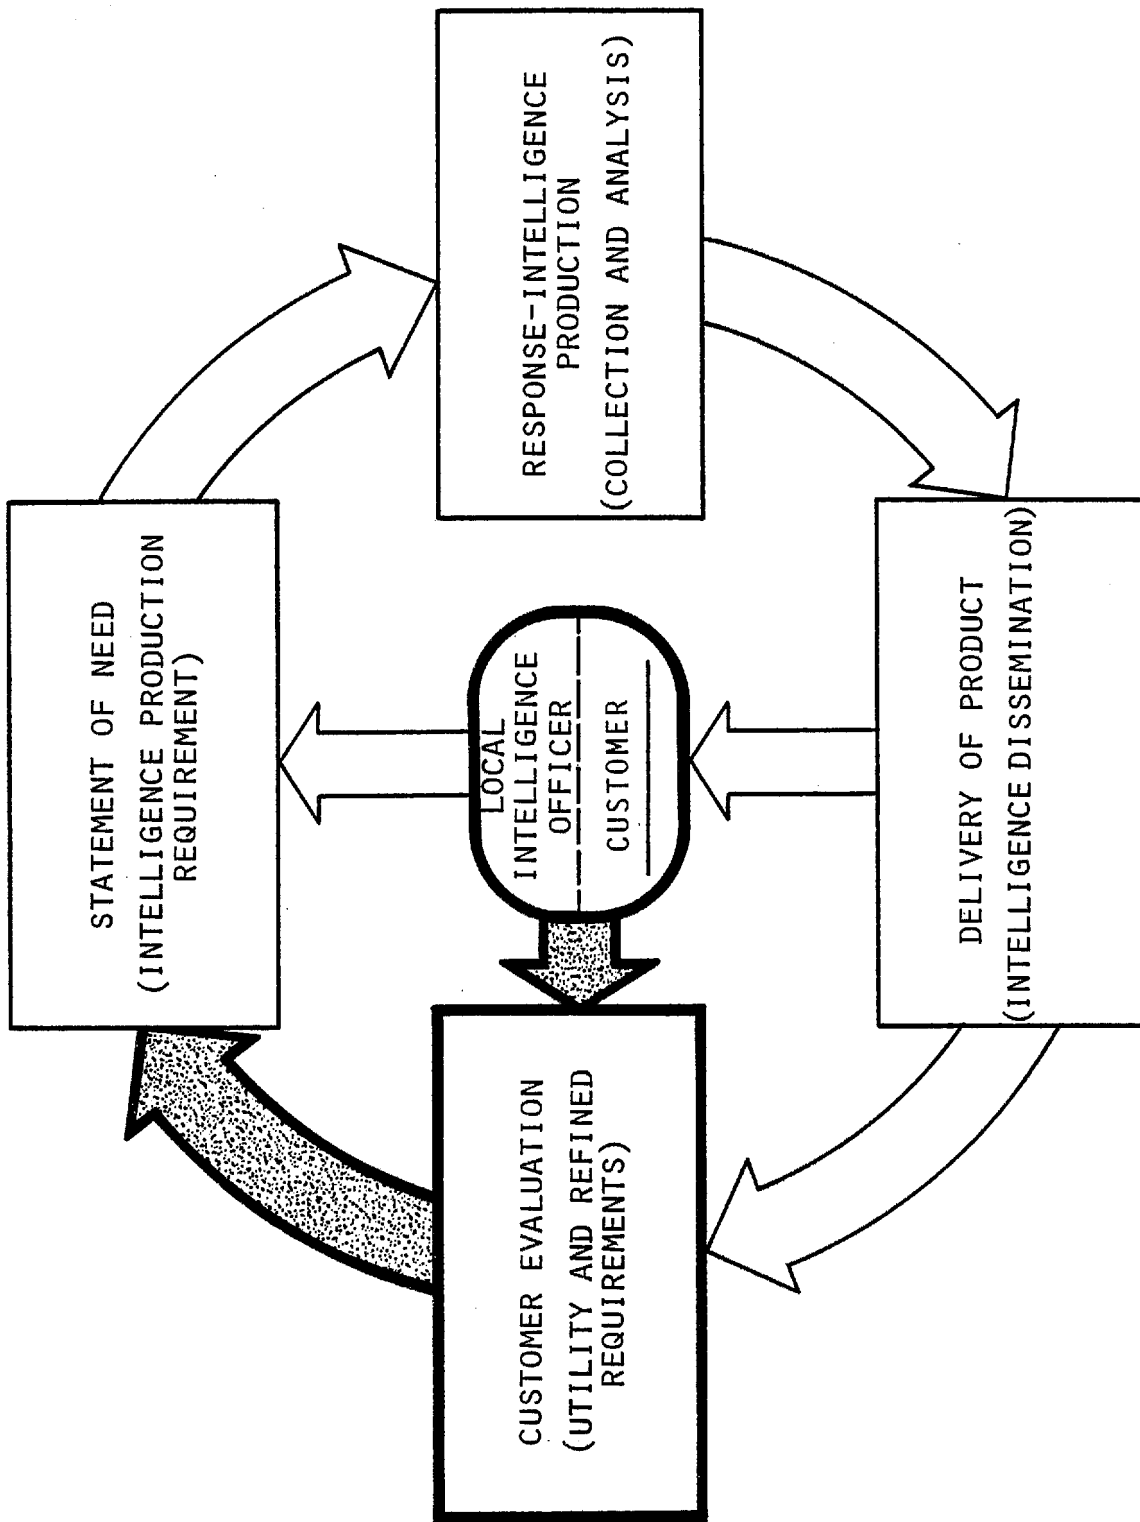 STATEMENT OF NEED
(INTELLIGENCE PRODUCTION
REQUIREMENT)
RESPONSE-INTELLIGENCE
PRODUCTION
(COLLECTION AND ANALYSIS)
DELIVERY OF PRODUCT
(INTELLIGENCE DISSEMINATION)
CUSTOMER EVALUATION
(UTILITY AND REFINED
REQUIREMENTS)
LOCAL
INTELLIGENCE
OFFICER
CUSTOMER